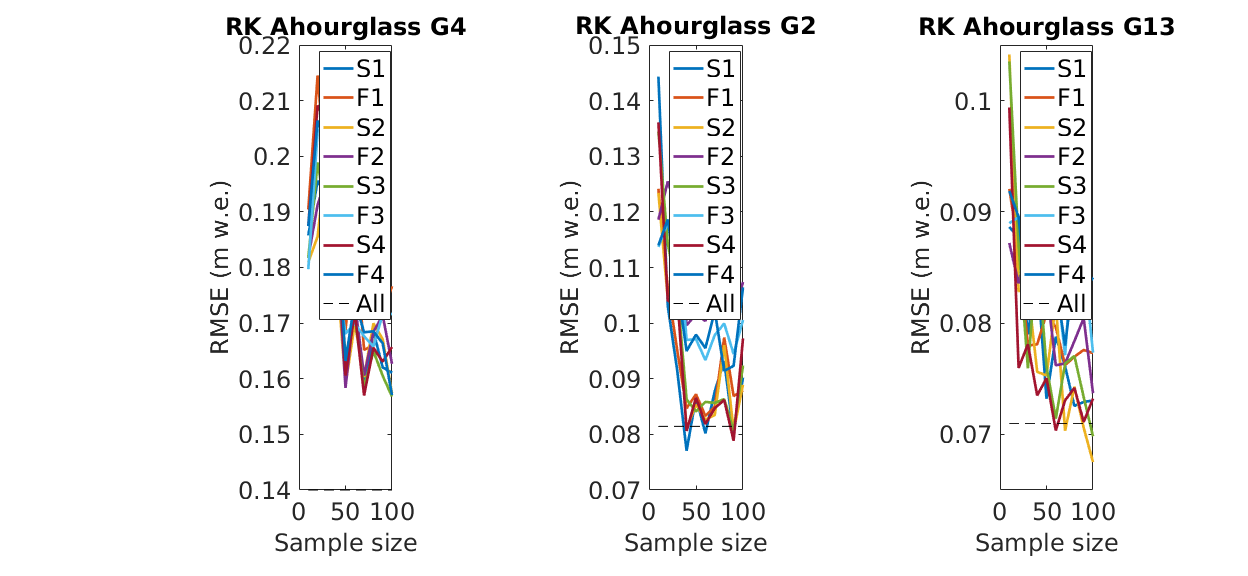 RK Ahourglass G4
0.22
0.21
0.2
0.19
0.18
0.17
0.16
0.15
0.14
RMSE (m w.e.)
0 50 100
Sample size
S1
F1
S2
F2
S3
F3
S4
F4
All
RK Ahourglass G2
0.15
0.14
0.13
0.12
0.11
0.1
0.09
0.08
0.07
RMSE (m w.e.)
0 50 100
Sample size
S1
F1
S2
F2
S3
F3
S4
F4
All
RK Ahourglass G13
0.1
0.09
0.08
0.07
RMSE (m w.e.)
0 50 100
Sample size
S1
F1
S2
F2
S3
F3
S4
F4
All